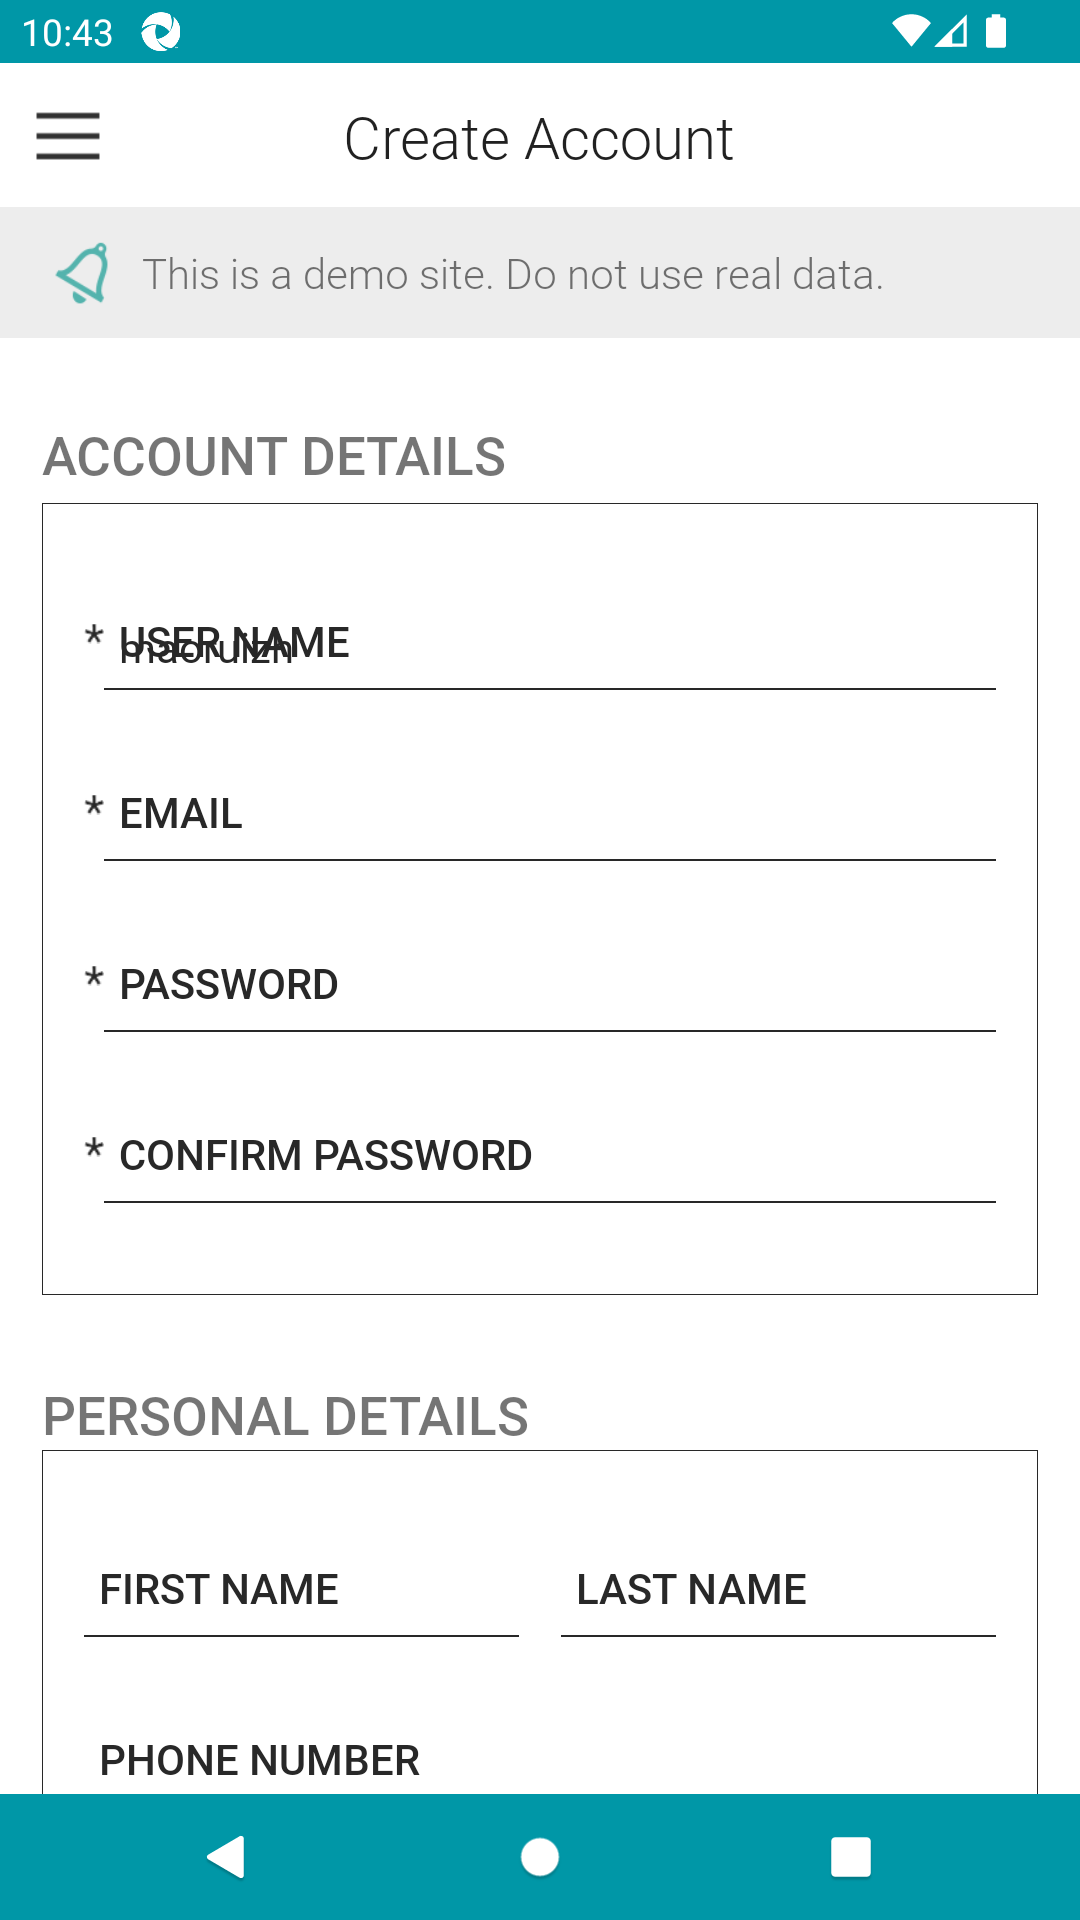 10:43
Create Account
This is a demo site. Do not use real data.
ACCOUNT DETAILS
* USER NAME
maoruizh
* EMAIL
* PASSWORD
* CONFIRM PASSWORD
PERSONAL DETAILS
FIRST NAME LAST NAME
PHONE NUMBER